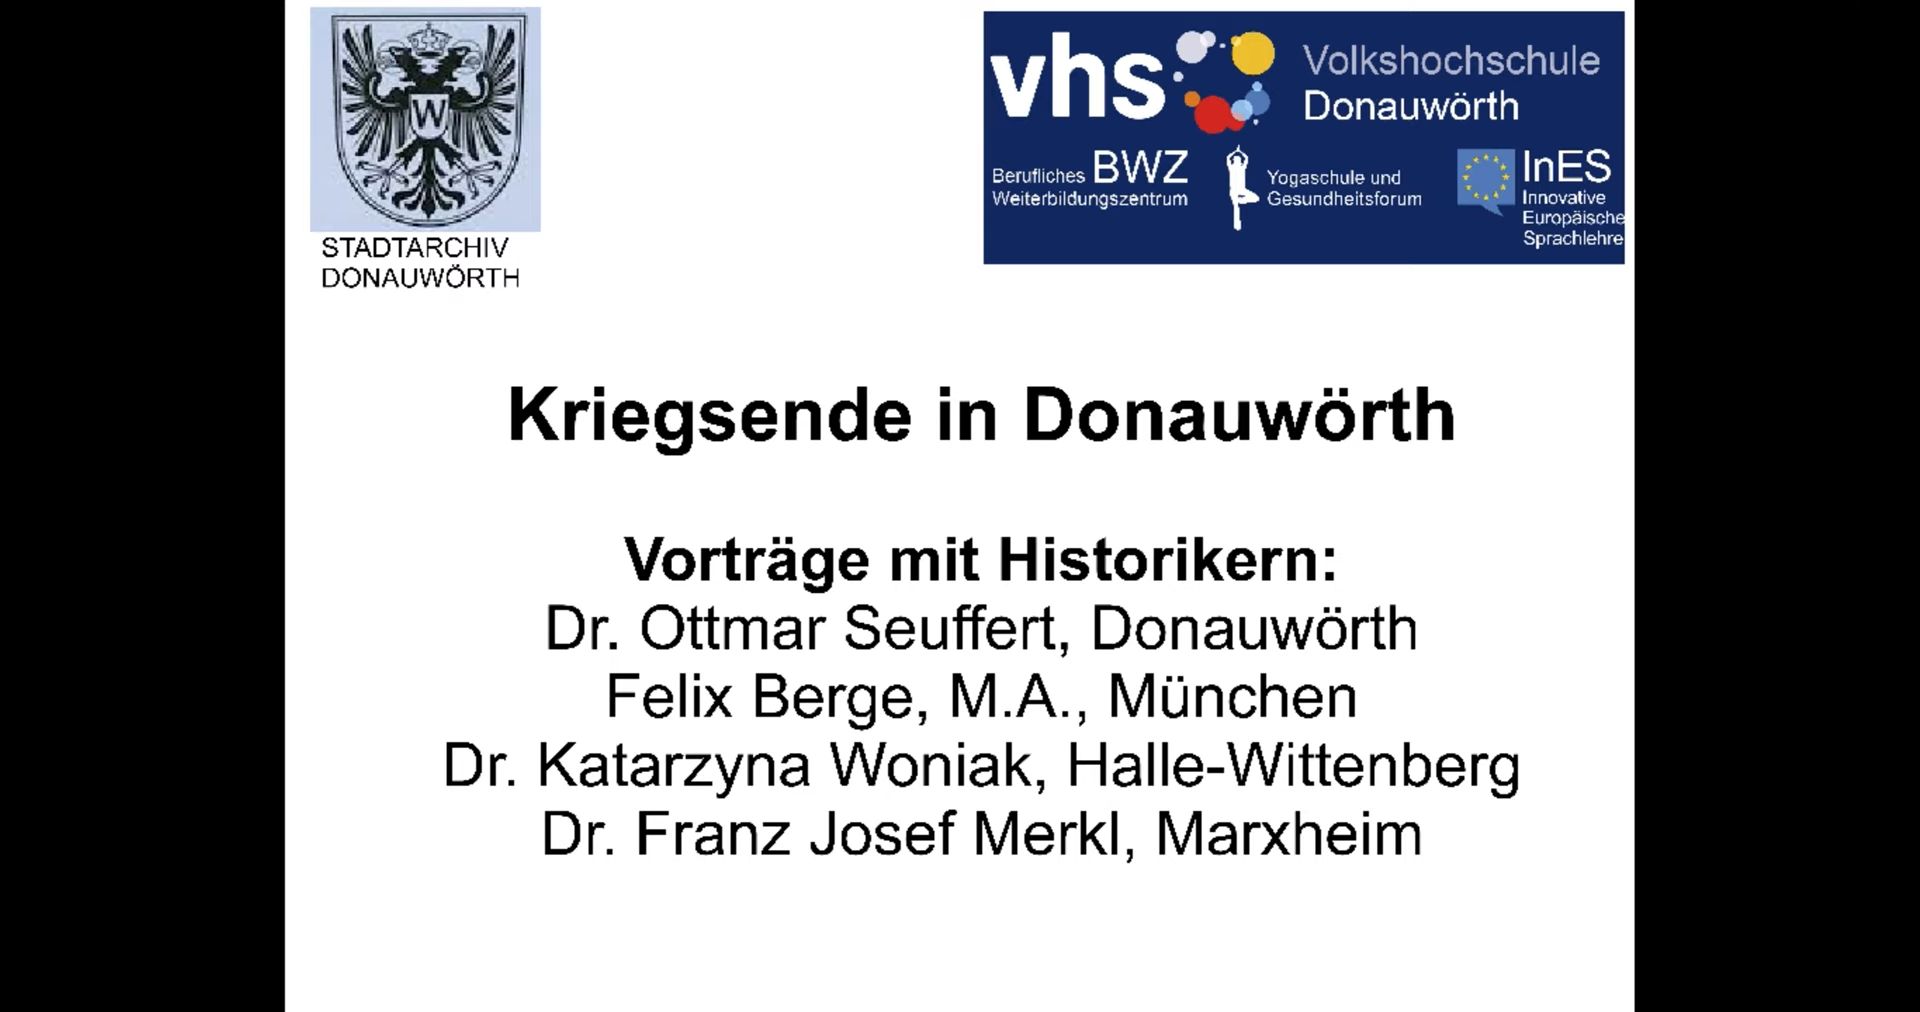 W
STADTARCHIV
DONAUWÖRTH
vhs
Volkshochschule
Donauwörth
Berufliches BWZ
Weiterbildungszentrum
Yogaschule und
Gesundheitsforum
InES
Innovative
Europäische
Sprachlehre
Kriegsende in Donauwörth
Vorträge mit Historikern:
Dr. Ottmar Seuffert, Donauwörth
Felix Berge, M.A., München
Dr. Katarzyna Woniak, Halle-Wittenberg
Dr. Franz Josef Merkl, Marxheim